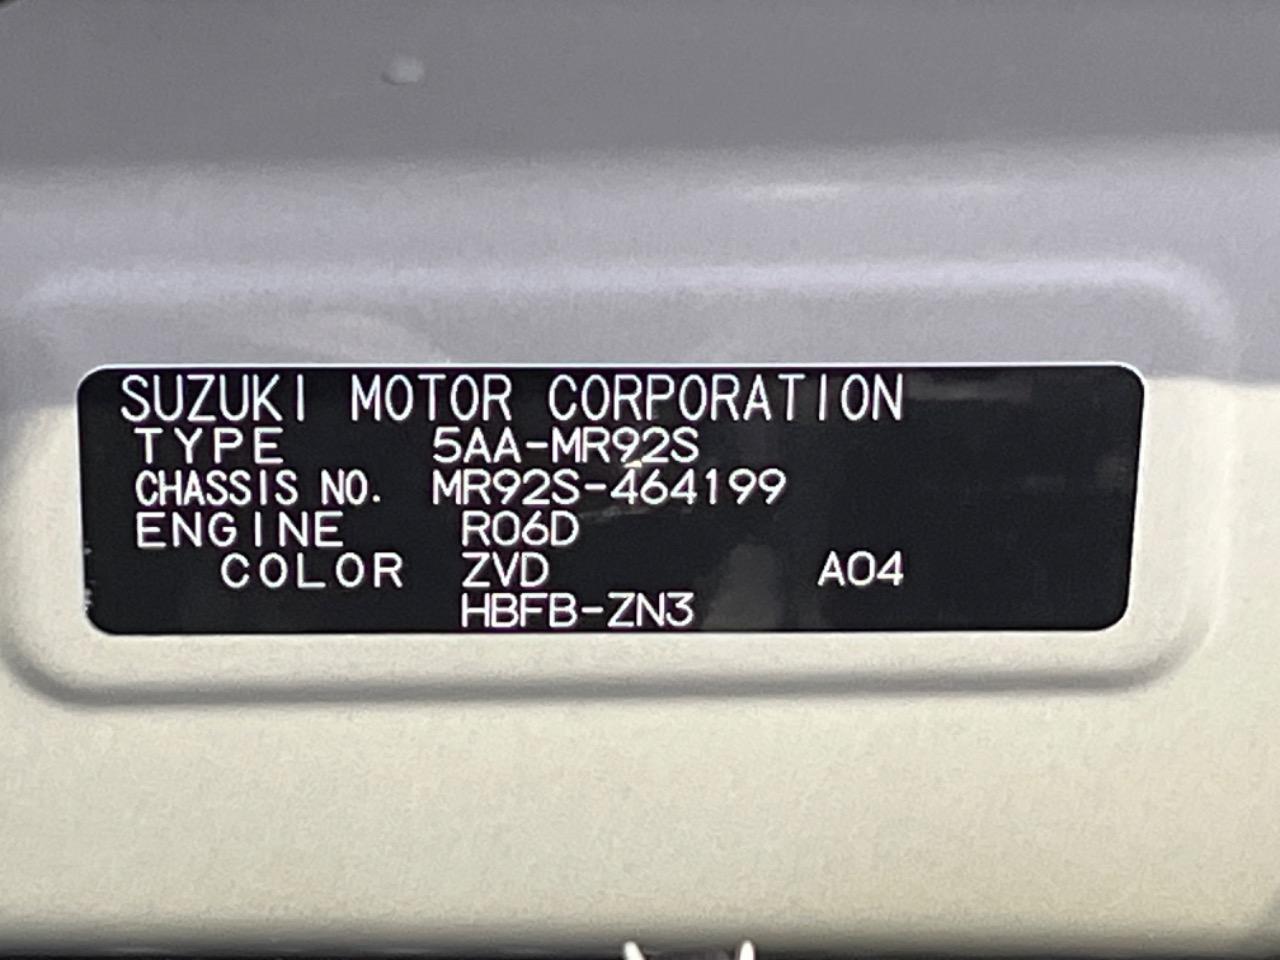 SUZUKI MOTOR CORPORATION
TYPE 5AA-MR92S
CHASSIS NO. MR92S-464199
ENGINE R06D
COLOR ZVD A04
HBFB-ZN3